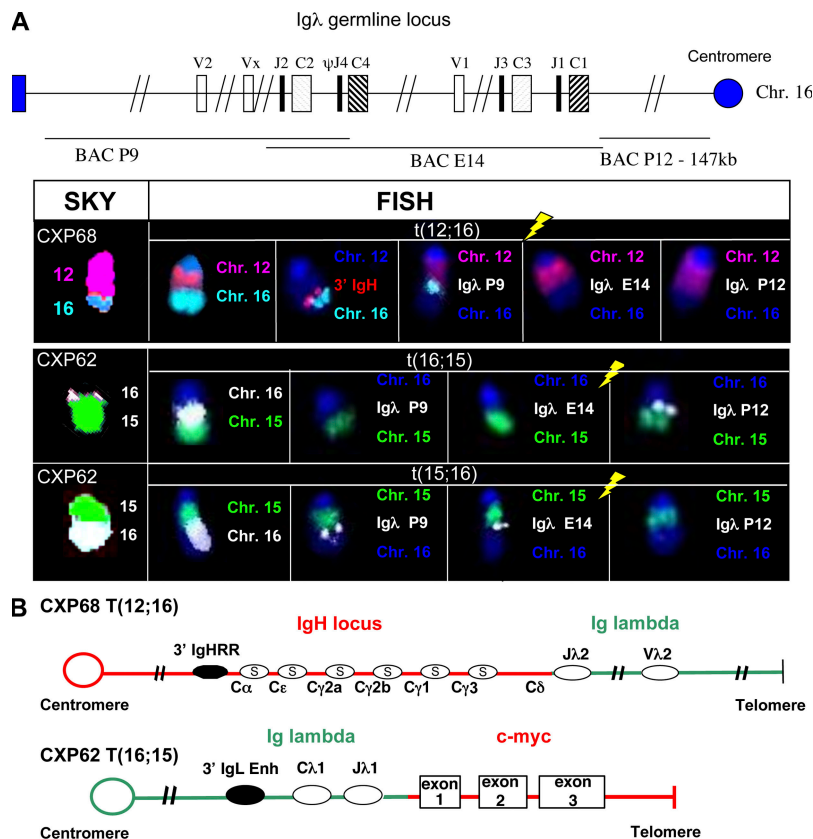 A
Igλ germline locus
V2 Vx J2 C2 ψJ4 C4 V1 J3 C3 J1 C1 Centromere
Chr. 16
BAC P9
BAC E14
BAC P12 - 147kb
SKY FISH
CXP68
12
16
t(12;16)
Chr. 12
Chr. 16
Chr. 12
3' IgH
Chr. 16
Chr. 12
Igλ P9
Chr. 16
Chr. 12
Igλ E14
Chr. 16
Chr. 12
Igλ P12
Chr. 16
CXP62
16
15
t(16;15)
Chr. 16
Chr. 15
Chr. 16
Igλ P9
Chr. 15
Chr. 16
Igλ E14
Chr. 15
Chr. 16
Igλ P12
Chr. 15
CXP62
15
16
t(15;16)
Chr. 15
Chr. 16
Chr. 15
Igλ P9
Chr. 16
Chr. 15
Igλ E14
Chr. 16
Chr. 15
Igλ P12
Chr. 16
B
CXP68 T(12;16)
IgH locus
Ig lambda
3' IgHRR
S S S S S S
Jλ2 Vλ2
Cα Cε Cγ2a Cγ2b Cγ1 Cγ3 Cδ
Centromere
Telomere
CXP62 T(16;15)
Ig lambda
c-myc
3' IgL Enh Cλ1 Jλ1
exon 1
exon 2
exon 3
Centromere
Telomere